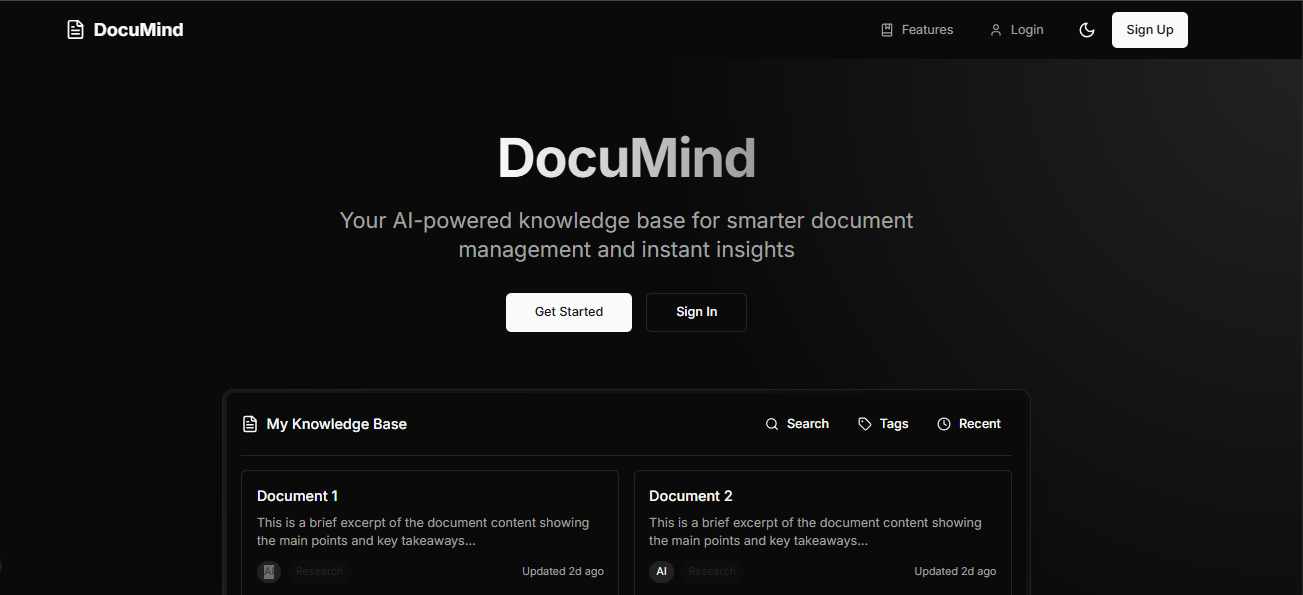 DocuMind
Features
Login
Sign Up
DocuMind
Your AI-powered knowledge base for smarter document
management and instant insights
Get Started
Sign In
My Knowledge Base
Search
Tags
Recent
Document 1
This is a brief excerpt of the document content showing
the main points and key takeaways...
AI
Research
Updated 2d ago
Document 2
This is a brief excerpt of the document content showing
the main points and key takeaways...
AI
Research
Updated 2d ago